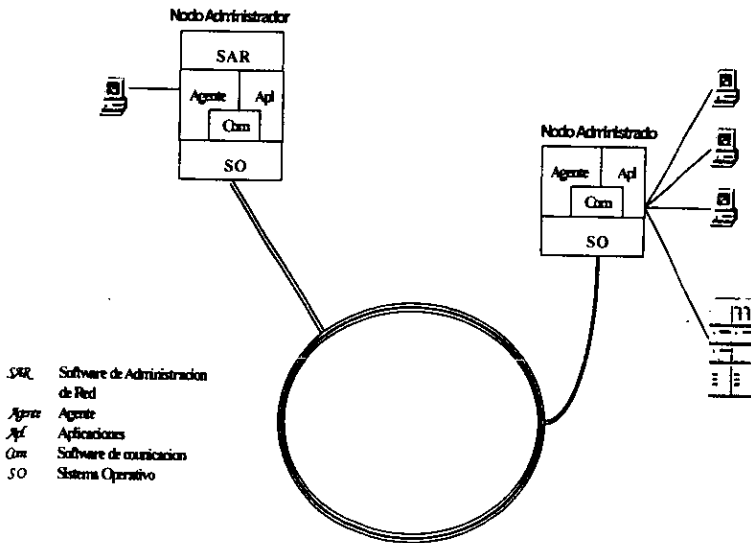 Nodo Administrador
SAR
Agente Apl
Com
SO
Nodo Administrado
Agente Apl
Com
SO
SAR Software de Administracion
de Red
Agente Agente
Apl Aplicaciones
Com Software de counicacion
SO Sistema Operativo